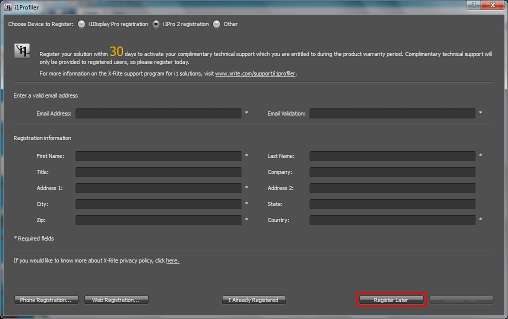 i1Profiler
Choose Device to Register: i1Display Pro registration i1Pro 2 registration Other
i1 Register your solution within 30 days to activate your complimentary technical support which you are entitled to during the product warranty period. Complimentary technical support will
only be provided to registered users, so please register today.
For more information on the X-Rite support program for i1 solutions, visit www.xrite.com/support/i1profiler.
Enter a valid email address
Email Address: * Email Validation: *
Registration information
First Name: * Last Name: *
Title: Company:
Address 1: Address 2:
City: State:
Zip: Country: *
* Required fields
If you would like to know more about X-Rite privacy policy, click here.
Phone Registration... Web Registration... I Already Registered Register Later